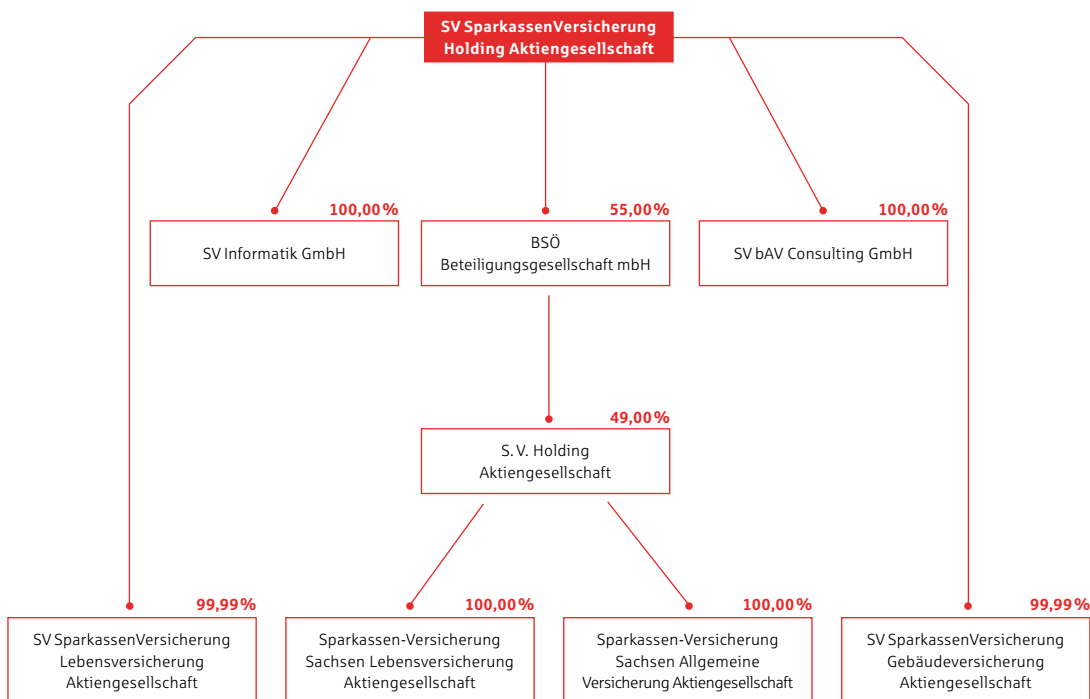 SV SparkassenVersicherung
Holding Aktiengesellschaft
100,00 %
SV Informatik GmbH
55,00 %
BSÖ
Beteiligungsgesellschaft mbH
100,00 %
SV bAV Consulting GmbH
49,00 %
S. V. Holding
Aktiengesellschaft
99,99 %
SV SparkassenVersicherung
Lebensversicherung
Aktiengesellschaft
100,00 %
Sparkassen-Versicherung
Sachsen Lebensversicherung
Aktiengesellschaft
100,00 %
Sparkassen-Versicherung
Sachsen Allgemeine
Versicherung Aktiengesellschaft
99,99 %
SV SparkassenVersicherung
Gebäudeversicherung
Aktiengesellschaft